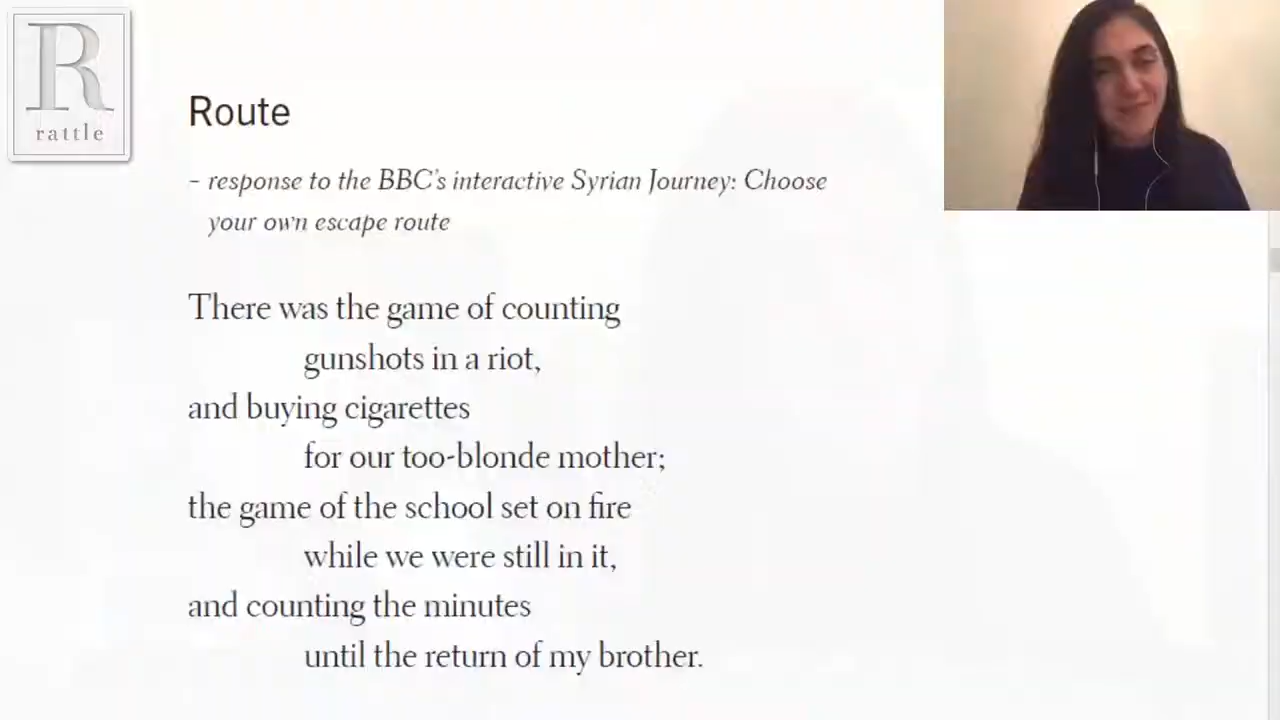 R
rattle
Route
– response to the BBC's interactive Syrian Journey: Choose
your own escape route
There was the game of counting
gunshots in a riot,
and buying cigarettes
for our too-blonde mother;
the game of the school set on fire
while we were still in it,
and counting the minutes
until the return of my brother.